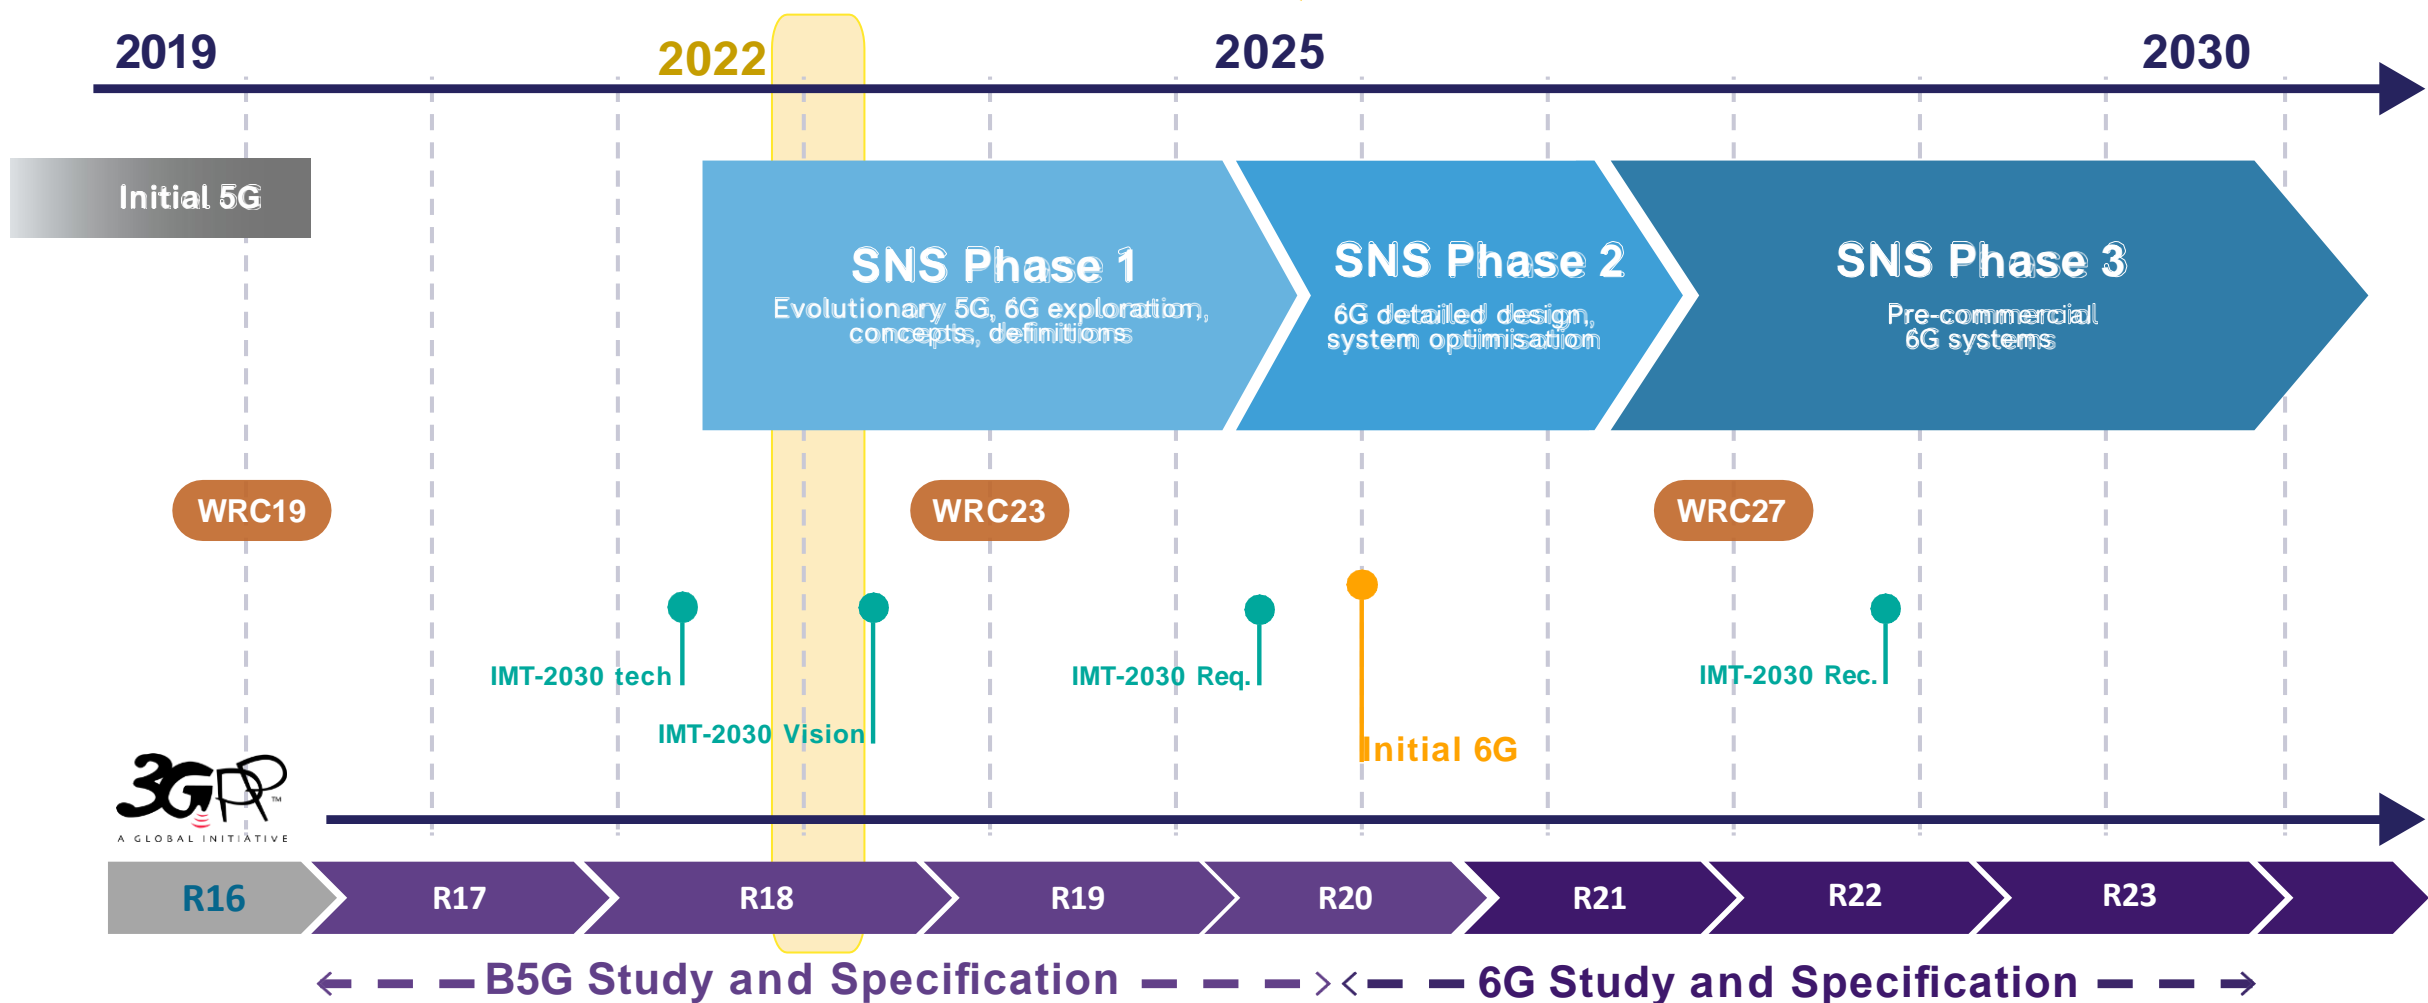 2019
2022
2025
2030
Initial 5G
SNS Phase 1
Evolutionary 5G, 6G exploration,
concepts, definitions
SNS Phase 2
6G detailed design,
system optimisation
SNS Phase 3
Pre-commercial
6G systems
WRC19
WRC23
WRC27
IMT-2030 tech
IMT-2030 Vision
IMT-2030 Req.
Initial 6G
IMT-2030 Rec.
3GPP™
A GLOBAL INITIATIVE
R16
R17
R18
R19
R20
R21
R22
R23
B5G Study and Specification
6G Study and Specification